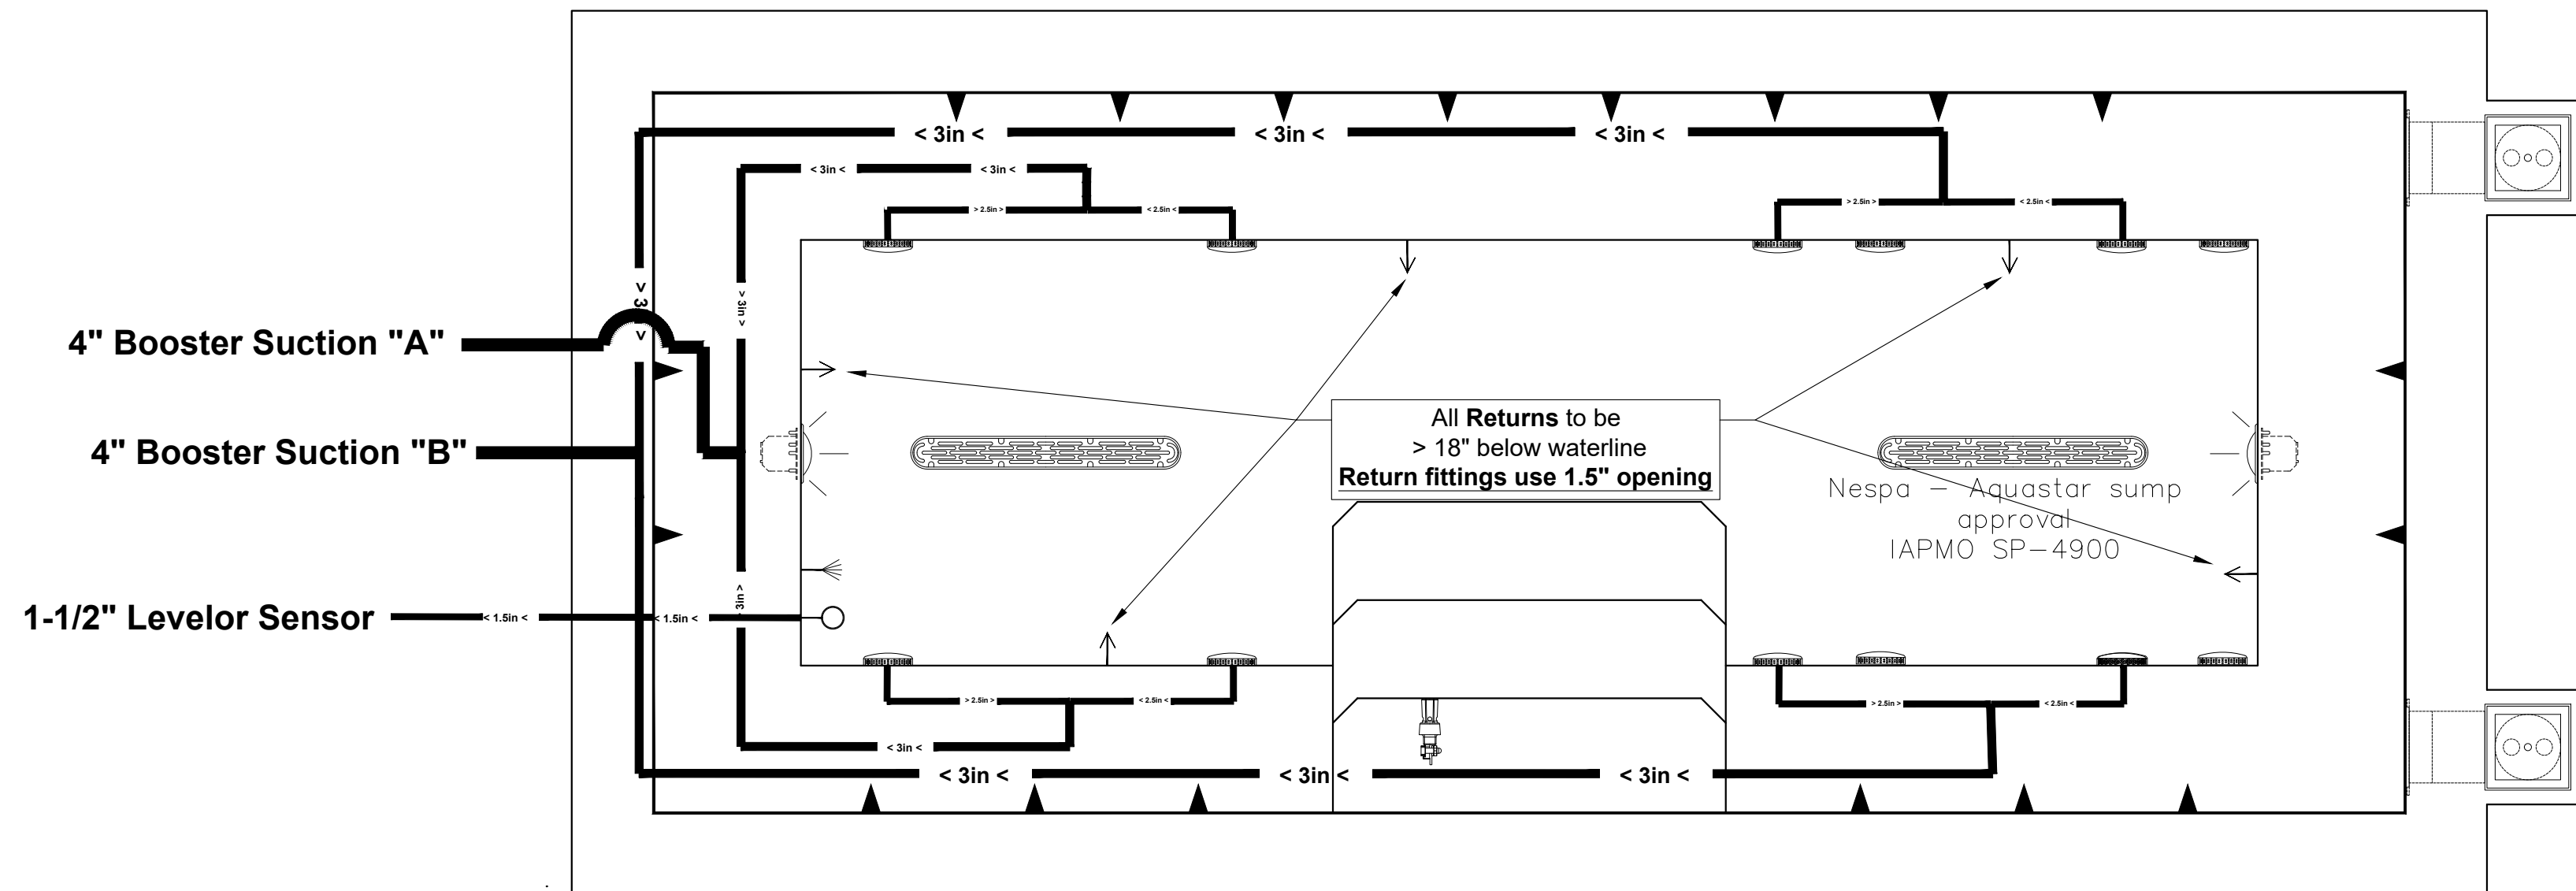 < 3in <
< 3in <
< 3in <
< 3in <
< 3in <
> 2.5in >
< 2.5in <
> 2.5in >
< 2.5in <
> 3in >
> 3in >
4" Booster Suction "A"
All Returns to be
> 18" below waterline
Return fittings use 1.5" opening
4" Booster Suction "B"
Nespa - Aquastar sump
approval
IAPMO SP-4900
< 3in >
1-1/2" Levelor Sensor
< 1.5in <
< 1.5in <
> 2.5in >
< 2.5in <
> 2.5in >
< 2.5in <
< 3in <
< 3in <
< 3in <
< 3in <